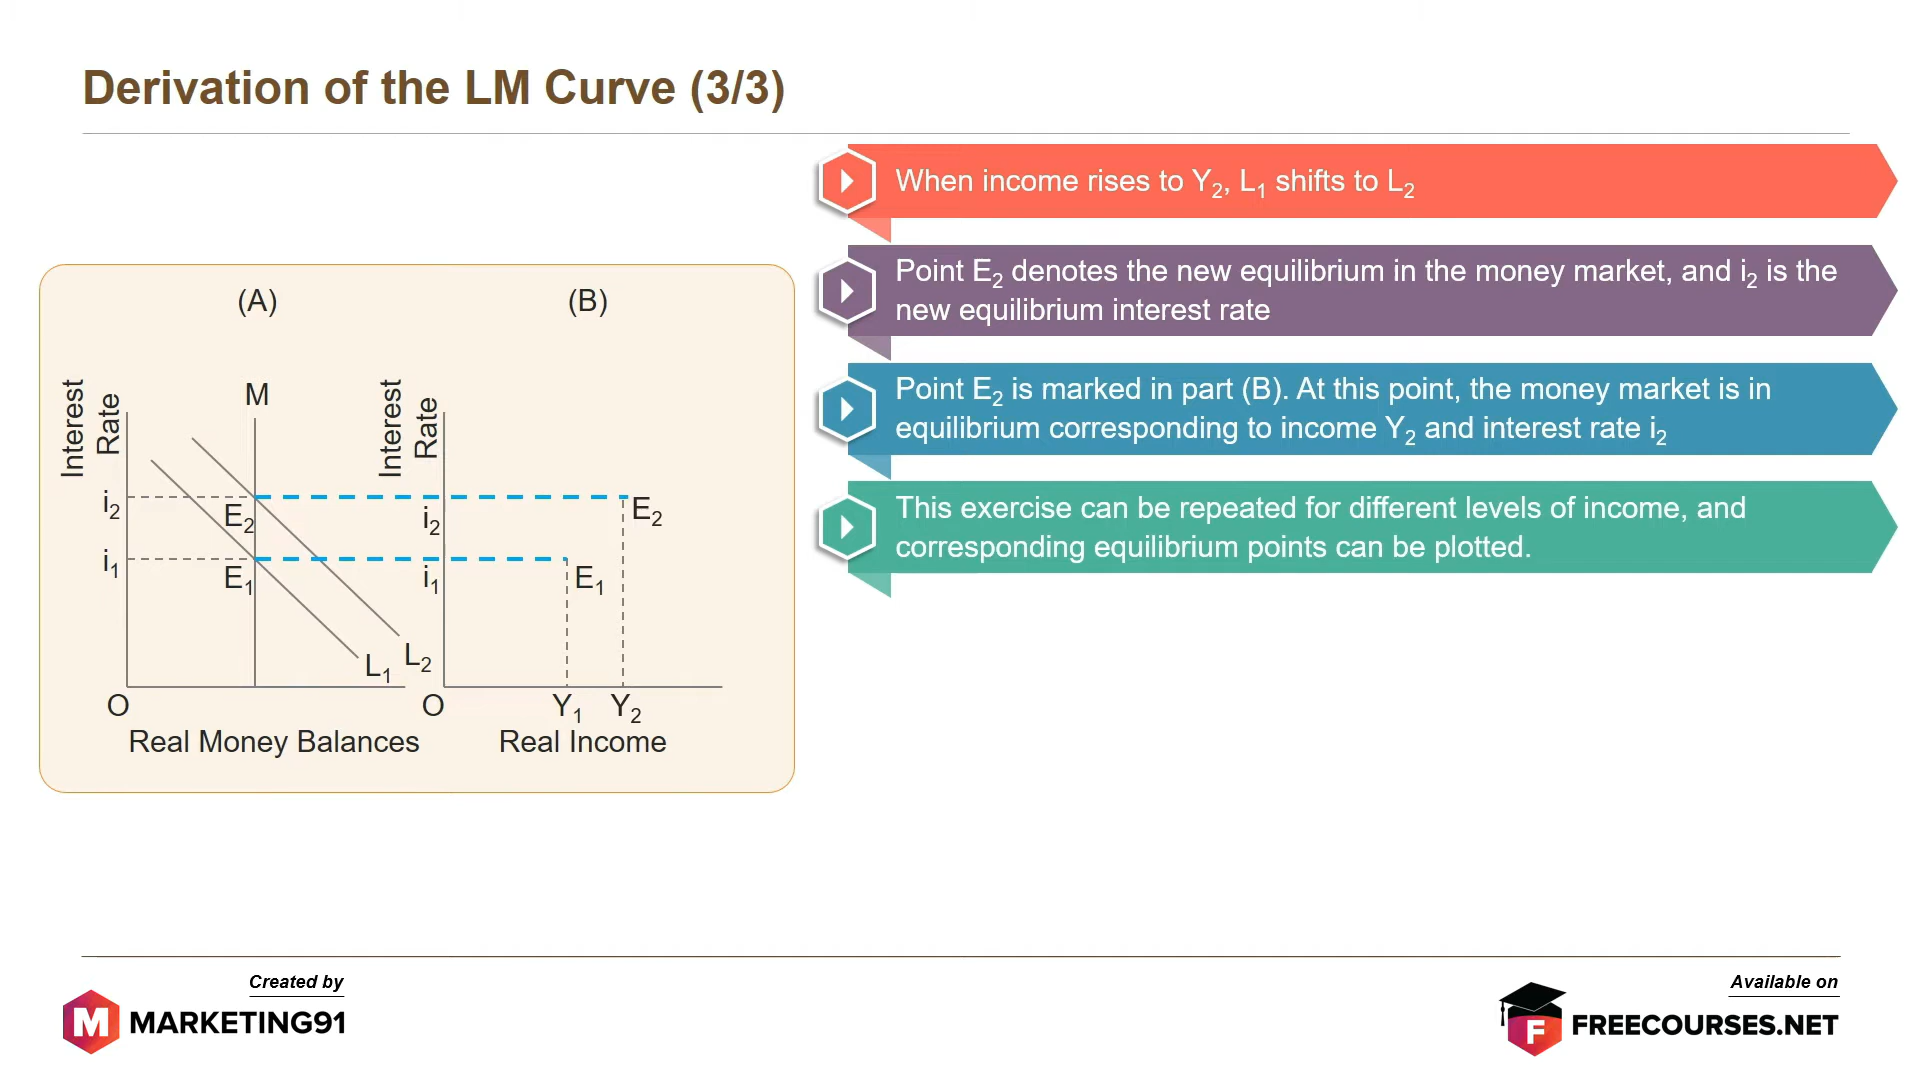 Derivation of the LM Curve (3/3)
When income rises to Y₂, L₁ shifts to L₂
Point E₂ denotes the new equilibrium in the money market, and i₂ is the
new equilibrium interest rate
Point E₂ is marked in part (B). At this point, the money market is in
equilibrium corresponding to income Y₂ and interest rate i₂
This exercise can be repeated for different levels of income, and
corresponding equilibrium points can be plotted.
(A)
(B)
Interest
Rate
M
i₂
i₁
E₂
E₁
L₁
L₂
O
Real Money Balances
Interest
Rate
i₂
i₁
E₂
E₁
O
Y₁
Y₂
Real Income
Created by
M MARKETING91
Available on
F FREECOURSES.NET